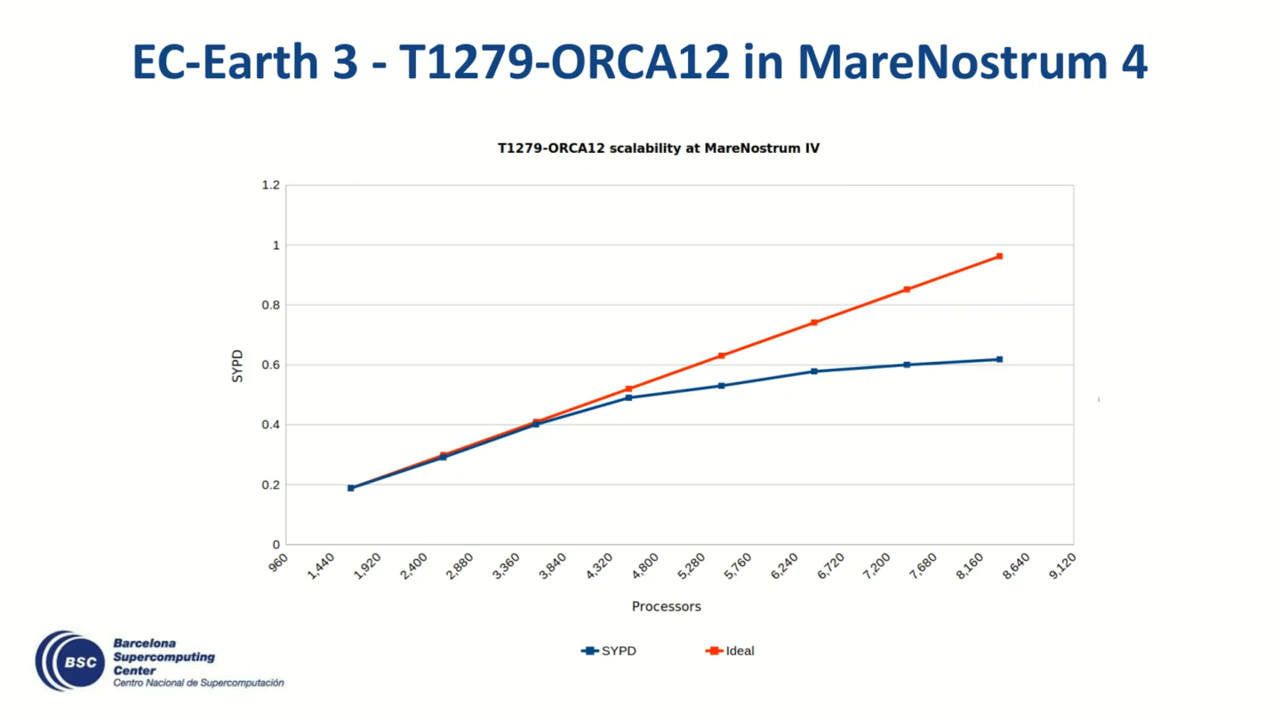 EC-Earth 3 - T1279-ORCA12 in MareNostrum 4
T1279-ORCA12 scalability at MareNostrum IV
1.2
1
0.8
0.6
0.4
0.2
0
SYPD
960 1,440 1,920 2,400 2,880 3,360 3,840 4,320 4,800 5,280 5,760 6,240 6,720 7,200 7,680 8,160 8,640 9,120
Processors
SYPD Ideal
BSC
Barcelona
Supercomputing
Center
Centro Nacional de Supercomputación